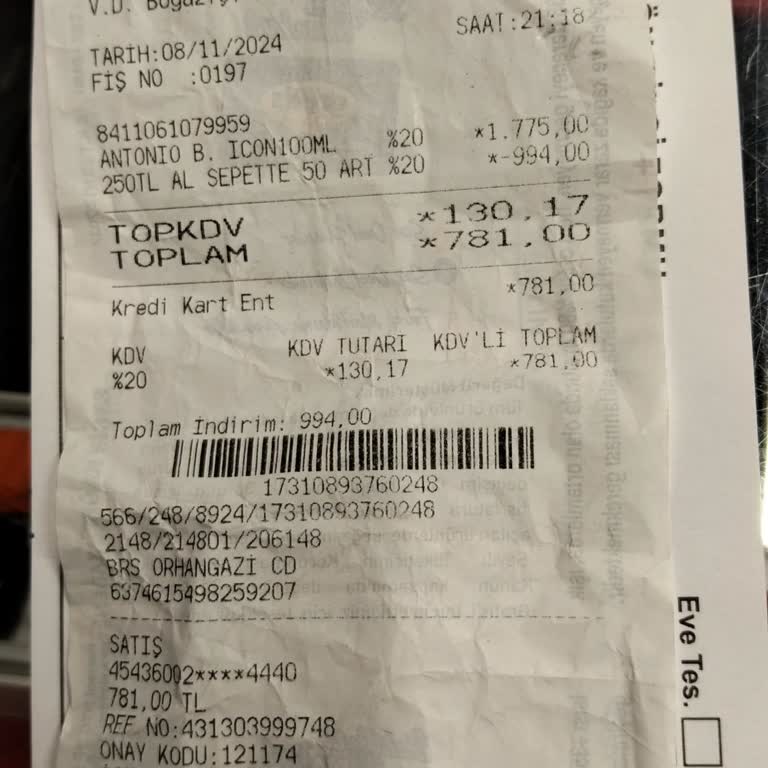 V.D. Boğaziçi
SAAT:21:18
TARİH:08/11/2024
FİŞ NO :0197
8411061079959
ANTONIO B. ICON100ML %20 *1.775,00
250TL AL SEPETTE 50 ART %20 *-994,00
TOPKDV *130,17
TOPLAM *781,00
Kredi Kart Ent *781,00
KDV KDV TUTARI KDV'Lİ TOPLAM
%20 *130,17 *781,00
Toplam İndirim: 994,00
17310893760248
566/248/8924/17310893760248
2148/214801/206148
BRS ORHANGAZİ CD
6374615498259207
SATIŞ
45436002****4440
781,00 TL
REF NO:431303999748
ONAY KODU:121174
Eve Tes.